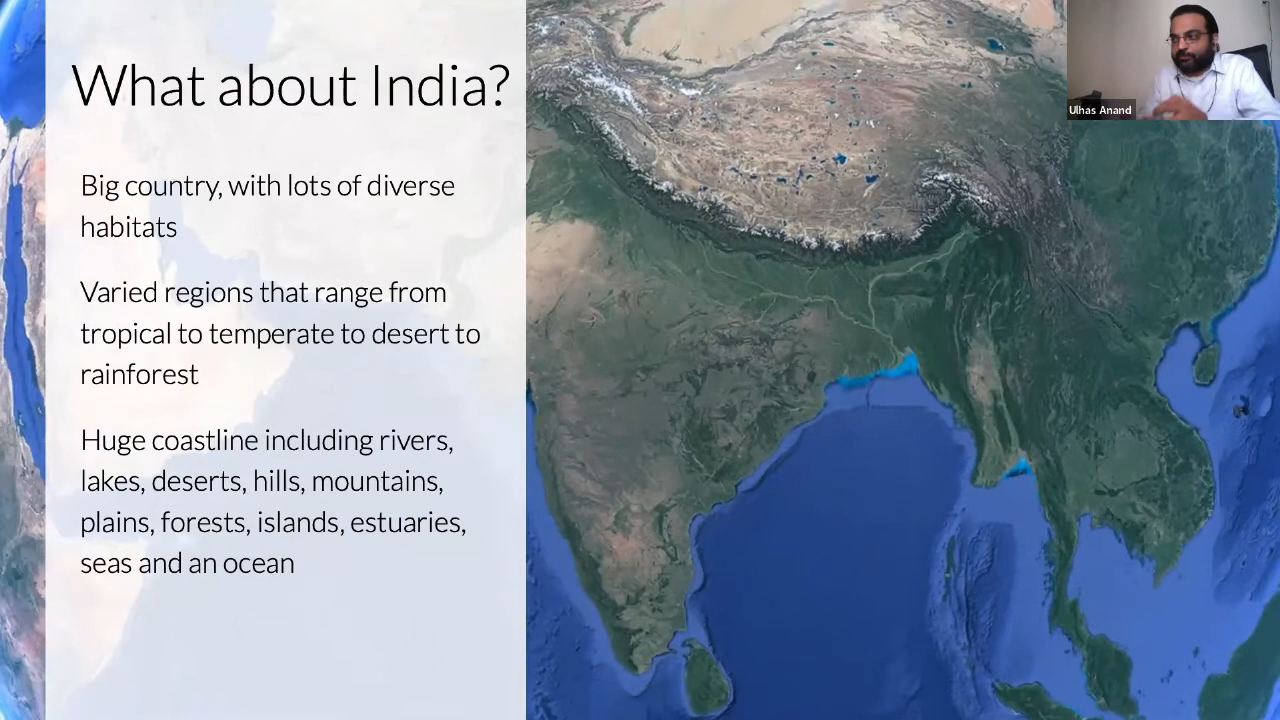 What about India?
Big country, with lots of diverse
habitats
Varied regions that range from
tropical to temperate to desert to
rainforest
Huge coastline including rivers,
lakes, deserts, hills, mountains,
plains, forests, islands, estuaries,
seas and an ocean
Ulhas Anand